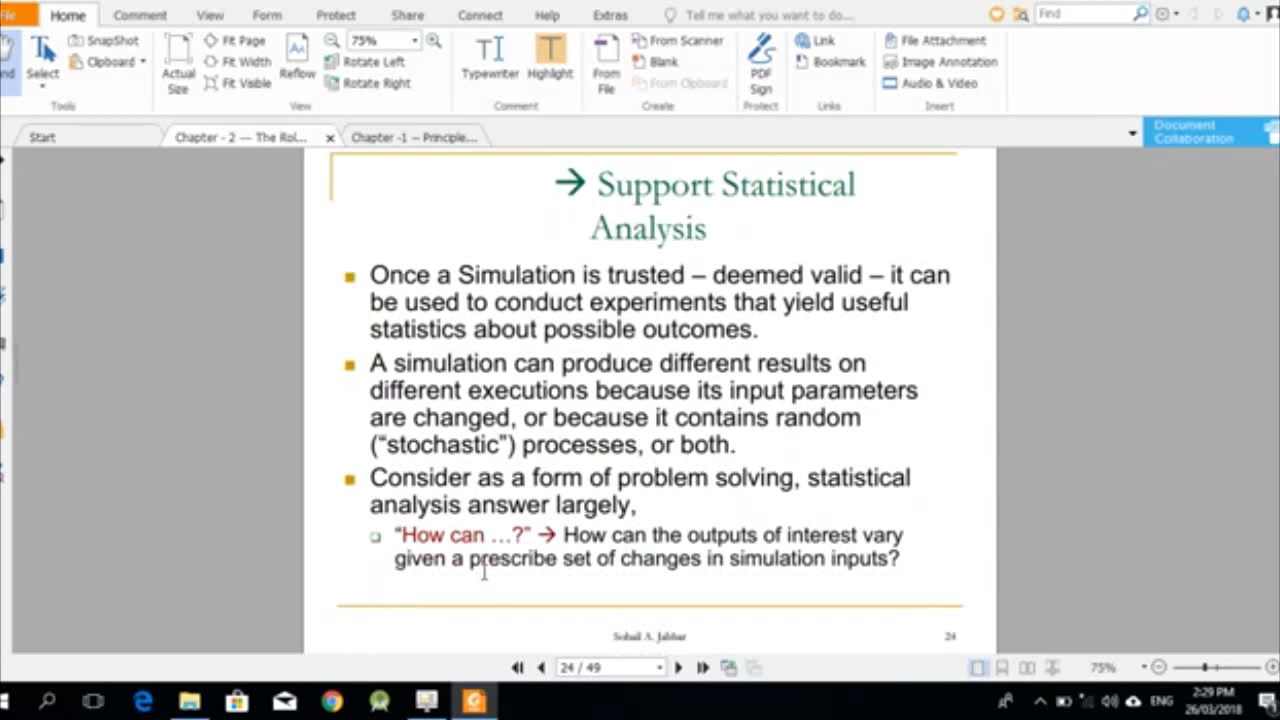 File Home Comment View Form Protect Share Connect Help Extras Tell me what you want to do... Find
SnapShot Fit Page 75% From Scanner Link File Attachment
Select Clipboard Actual Size Fit Width Reflow Rotate Left Typewriter Highlight From File Blank PDF Sign Bookmark Image Annotation
Fit Visible Rotate Right From Clipboard Audio & Video
Tools View Comment Create Protect Links Insert
Start Chapter - 2 --- The Rol... Chapter -1 -- Principle... Document Collaboration
→ Support Statistical
Analysis
Once a Simulation is trusted – deemed valid – it can
be used to conduct experiments that yield useful
statistics about possible outcomes.
A simulation can produce different results on
different executions because its input parameters
are changed, or because it contains random
(“stochastic”) processes, or both.
Consider as a form of problem solving, statistical
analysis answer largely,
“How can …?” → How can the outputs of interest vary
given a prescribe set of changes in simulation inputs?
Sohail A. Jabbar 24
24 / 49 75%
ENG 2:29 PM
26/03/2018